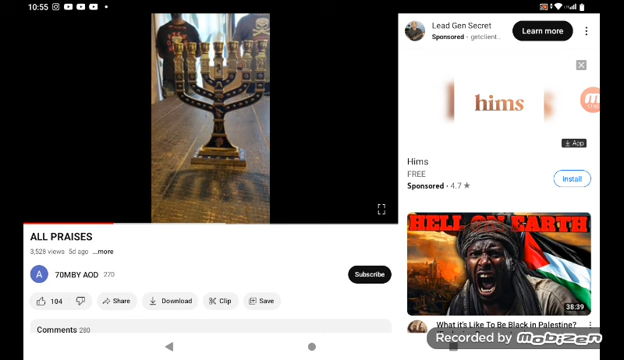 10:55
Lead Gen Secret
Sponsored · getclient...
Learn more
hims
App
Hims
FREE
Sponsored · 4.7 ★
Install
ALL PRAISES
3,528 views 5d ago ...more
A
70MBY AOD 270
Subscribe
104
Share
Download
Clip
Save
Comments 280
HELL ON EARTH
38:39
What it's Like To Be Black in Palestine?
Recorded by
MOBIZEN